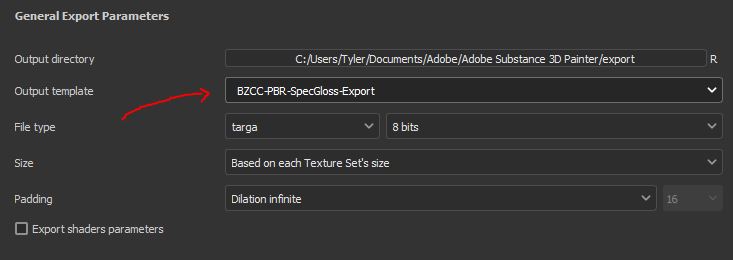 General Export Parameters
Output directory C:/Users/Tyler/Documents/Adobe/Adobe Substance 3D Painter/export R
Output template BZCC-PBR-SpecGloss-Export
File type targa 8 bits
Size Based on each Texture Set's size
Padding Dilation infinite 16
Export shaders parameters